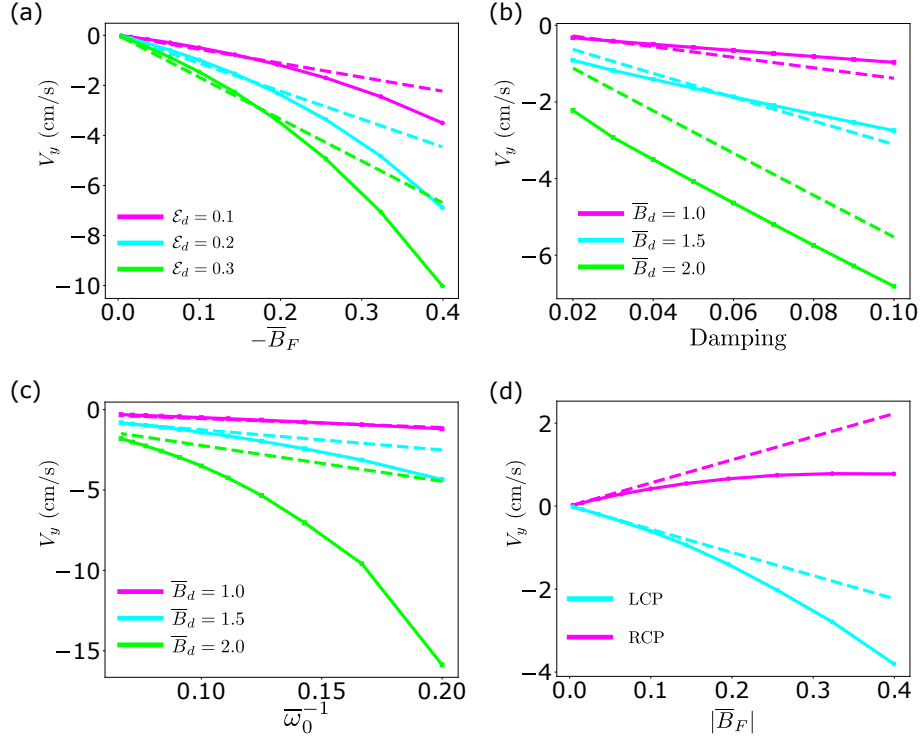 (a)
0
−2
−4
−6
−8
−10
V_y (cm/s)
ℰ_d = 0.1
ℰ_d = 0.2
ℰ_d = 0.3
0.0 0.1 0.2 0.3 0.4
−B̅_F
(b)
0
−2
−4
−6
V_y (cm/s)
B̅_d = 1.0
B̅_d = 1.5
B̅_d = 2.0
0.02 0.04 0.06 0.08 0.10
Damping
(c)
0
−5
−10
−15
V_y (cm/s)
B̅_d = 1.0
B̅_d = 1.5
B̅_d = 2.0
0.10 0.15 0.20
ω̅_0^{−1}
(d)
2
0
−2
−4
V_y (cm/s)
LCP
RCP
0.0 0.1 0.2 0.3 0.4
|B̅_F|